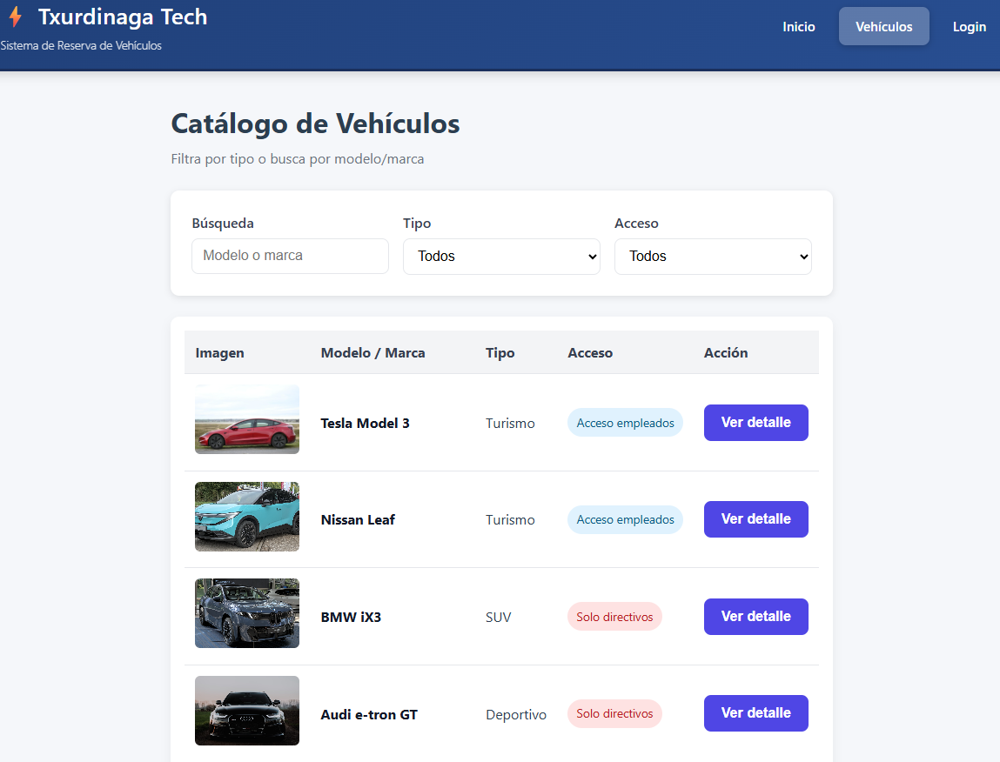 Txurdinaga Tech
Sistema de Reserva de Vehículos
Inicio
Vehículos
Login
Catálogo de Vehículos
Filtra por tipo o busca por modelo/marca
Búsqueda
Tipo
Acceso
Modelo o marca
Todos
Todos
Imagen
Modelo / Marca
Tipo
Acceso
Acción
Tesla Model 3
Turismo
Acceso empleados
Ver detalle
Nissan Leaf
Turismo
Acceso empleados
Ver detalle
BMW iX3
SUV
Solo directivos
Ver detalle
Audi e-tron GT
Deportivo
Solo directivos
Ver detalle